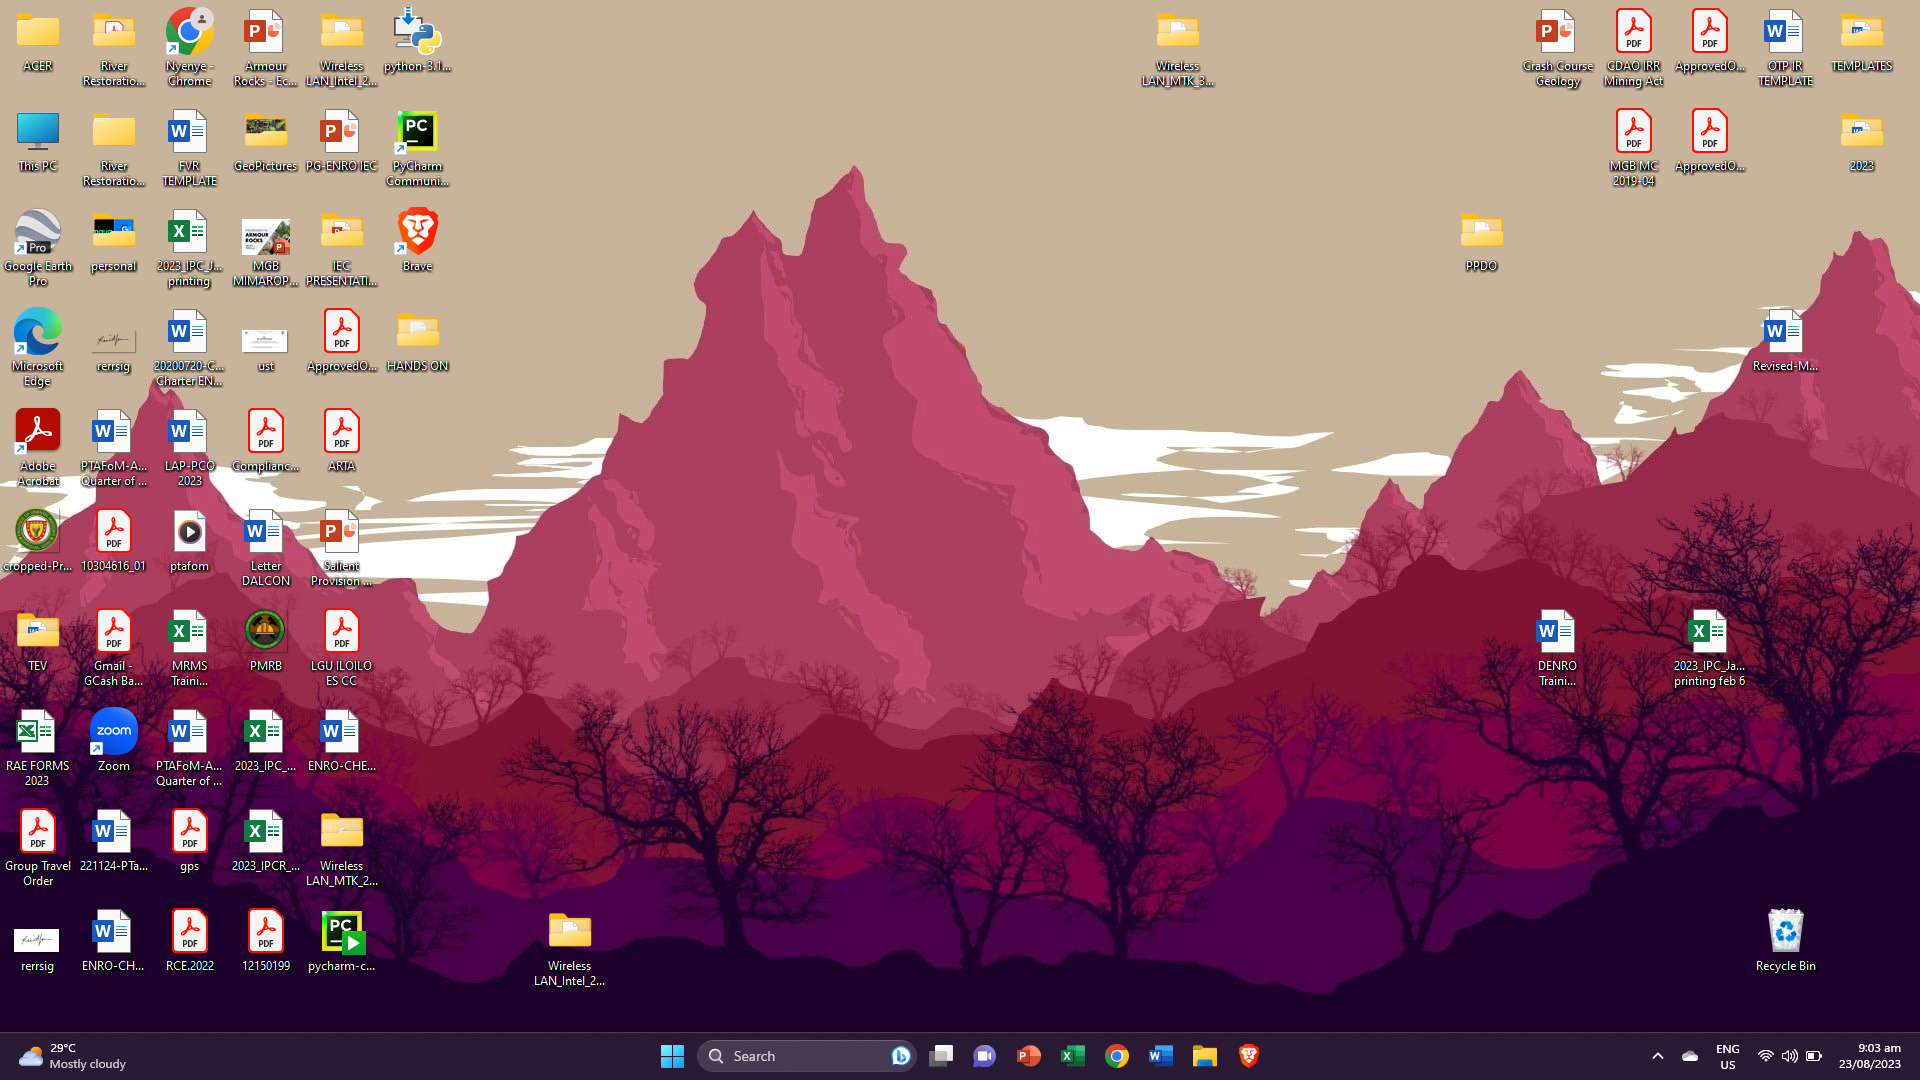 ACER
River
Restoratio...
Nyenye -
Chrome
Armour
Rocks - Ec...
Wireless
LAN_Intel_2...
python-3.1...
Wireless
LAN_MTK_3...
Crash Course
Geology
CDAO IRR
Mining Act
ApprovedO...
OTP IR
TEMPLATE
TEMPLATES
This PC
River
Restoratio...
FVR
TEMPLATE
GeoPictures
PG-ENRO IEC
PyCharm
Communi...
MGB MC
2019-04
ApprovedO...
2023
Google Earth
Pro
personal
2023_IPC_J...
printing
MGB
MIMAROP...
IEC
PRESENTATI...
Brave
PPDO
Microsoft
Edge
rerrsig
20200720-C...
Charter EN...
ust
ApprovedO...
HANDS ON
Revised-M...
Adobe
Acrobat
PTAFoM-A...
Quarter of ...
LAP-PCO
2023
Complianc...
ARTA
cropped-Pr...
10304616_01
ptafom
Letter
DALCON
Salient
Provision ...
TEV
Gmail -
GCash Ba...
MRMS
Traini...
PMRB
LGU ILOILO
ES CC
DENRO
Traini...
2023_IPC_Ja...
printing feb 6
RAE FORMS
2023
zoom
Zoom
PTAFoM-A...
Quarter of ...
2023_IPC_...
ENRO-CHE...
Group Travel
Order
221124-PTa...
gps
2023_IPCR_...
Wireless
LAN_MTK_2...
rerrsig
ENRO-CH...
RCE.2022
12150199
pycharm-c...
Wireless
LAN_Intel_2...
Recycle Bin
29°C
Mostly cloudy
Search
ENG
US
9:03 am
23/08/2023